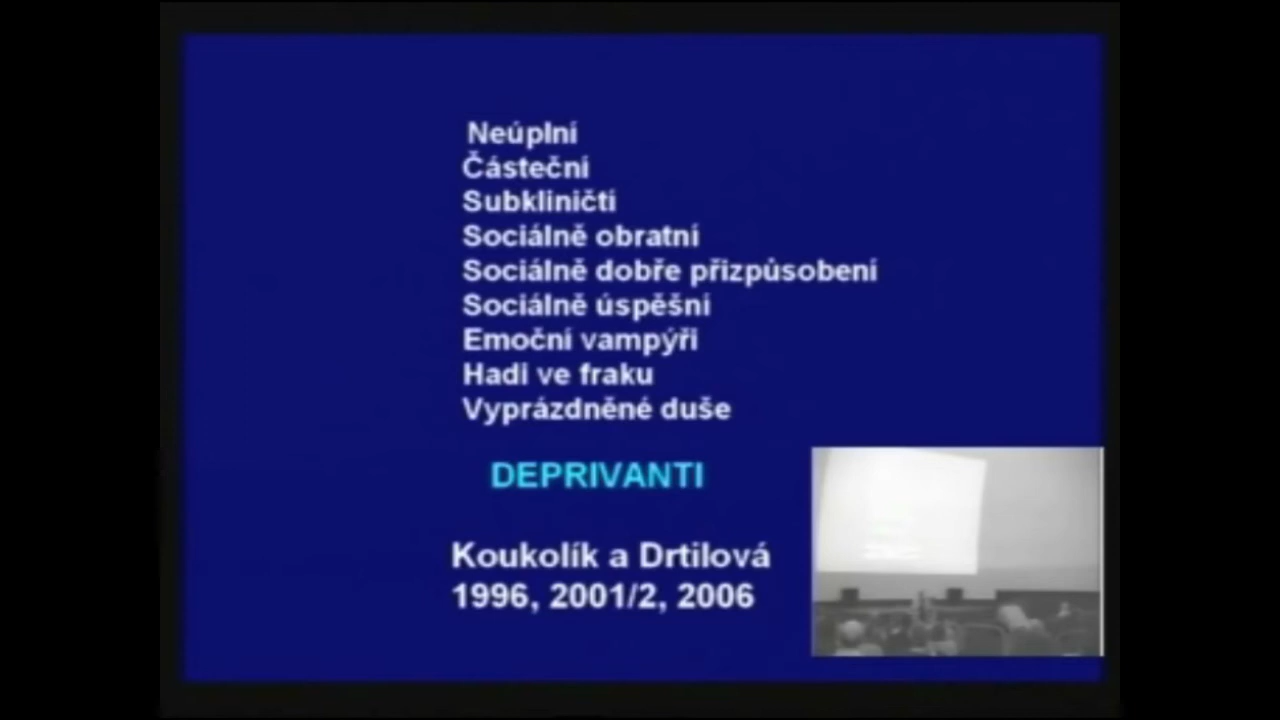 Neúplní
Částeční
Subkliničtí
Sociálně obratní
Sociálně dobře přizpůsobení
Sociálně úspěšní
Emoční vampýři
Hadi ve fraku
Vyprázdněné duše
DEPRIVANTI
Koukolík a Drtilová
1996, 2001/2, 2006